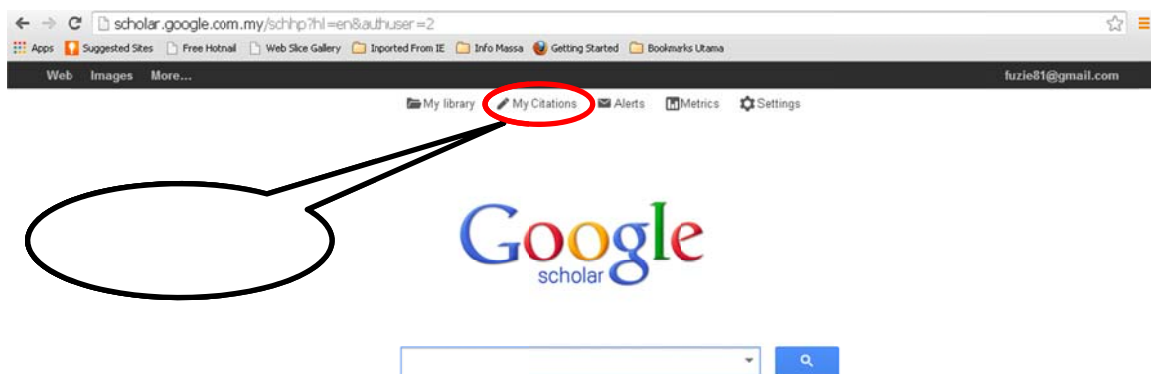 scholar.google.com.my/schhp?hl=en&authuser=2
Apps Suggested Sites Free Hotmail Web Slice Gallery Imported From IE Info Massa Getting Started Bookmarks Utama
Web Images More... fuzie81@gmail.com
My library My Citations Alerts Metrics Settings
Google
scholar